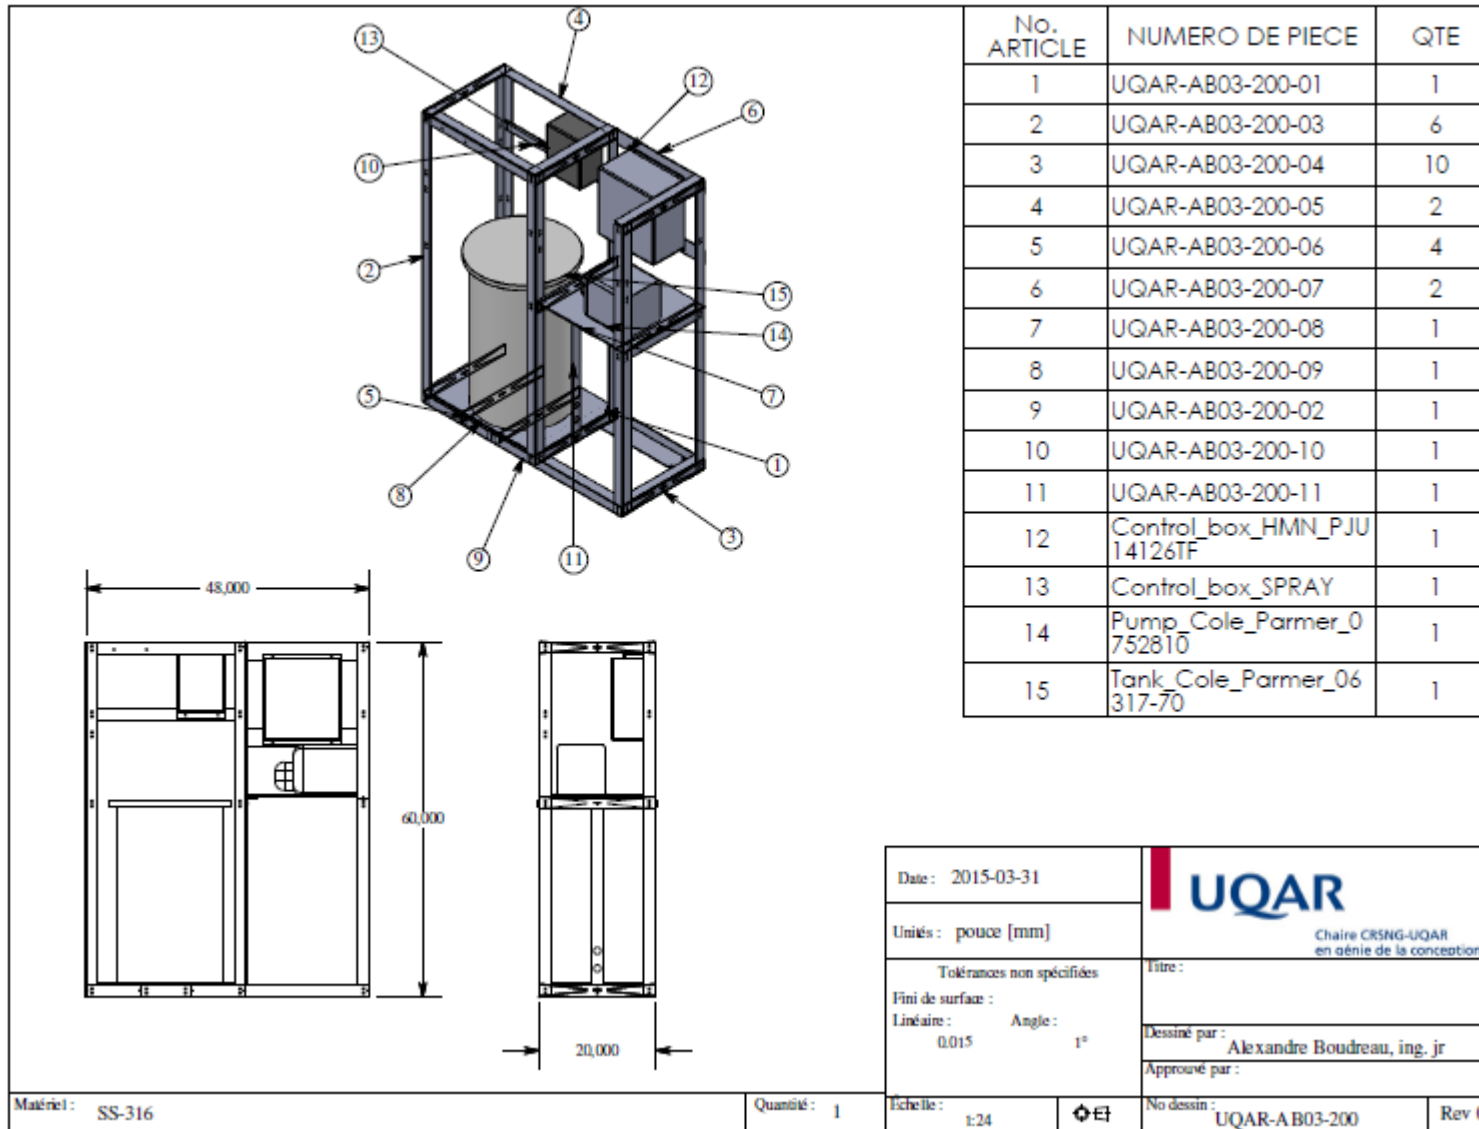 No. ARTICLE NUMERO DE PIECE QTE
1 UQAR-AB03-200-01 1
2 UQAR-AB03-200-03 6
3 UQAR-AB03-200-04 10
4 UQAR-AB03-200-05 2
5 UQAR-AB03-200-06 4
6 UQAR-AB03-200-07 2
7 UQAR-AB03-200-08 1
8 UQAR-AB03-200-09 1
9 UQAR-AB03-200-02 1
10 UQAR-AB03-200-10 1
11 UQAR-AB03-200-11 1
12 Control_box_HMN_PJU
14126TF 1
13 Control_box_SPRAY 1
14 Pump_Cole_Parmer_0
752810 1
15 Tank_Cole_Parmer_06
317-70 1
4
13
12
6
10
2
15
14
5
7
8
1
3
9
11
48,000
60,000
20,000
Date : 2015-03-31
Unités : pouce [mm]
Tolérances non spécifiées
Fini de surface :
Linéaire : Angle :
0.015 1°
Échelle :
1:24
UQAR
Chaire CRSNG-UQAR
en génie de la conception
Titre :
Dessiné par :
Alexandre Boudreau, ing. jr
Approuvé par :
No dessin :
UQAR-AB03-200
Rev
Matériel : SS-316
Quantité : 1